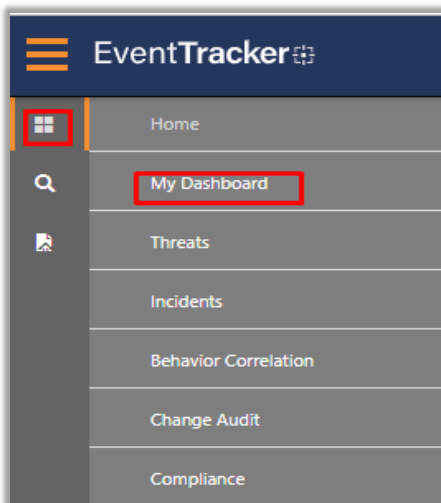 EventTracker
Home
My Dashboard
Threats
Incidents
Behavior Correlation
Change Audit
Compliance